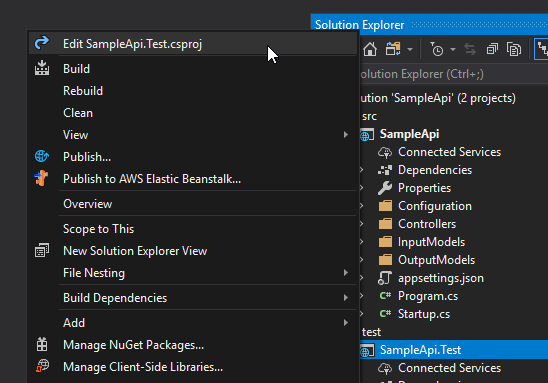 Solution Explorer
Edit SampleApi.Test.csproj
Build
Rebuild
Clean
View
Publish...
Publish to AWS Elastic Beanstalk...
Overview
Scope to This
New Solution Explorer View
File Nesting
Build Dependencies
Add
Manage NuGet Packages...
Manage Client-Side Libraries...
olution Explorer (Ctrl+;)
ution 'SampleApi' (2 projects)
src
SampleApi
Connected Services
Dependencies
Properties
Configuration
Controllers
InputModels
OutputModels
appsettings.json
C# Program.cs
C# Startup.cs
test
SampleApi.Test
Connected Services